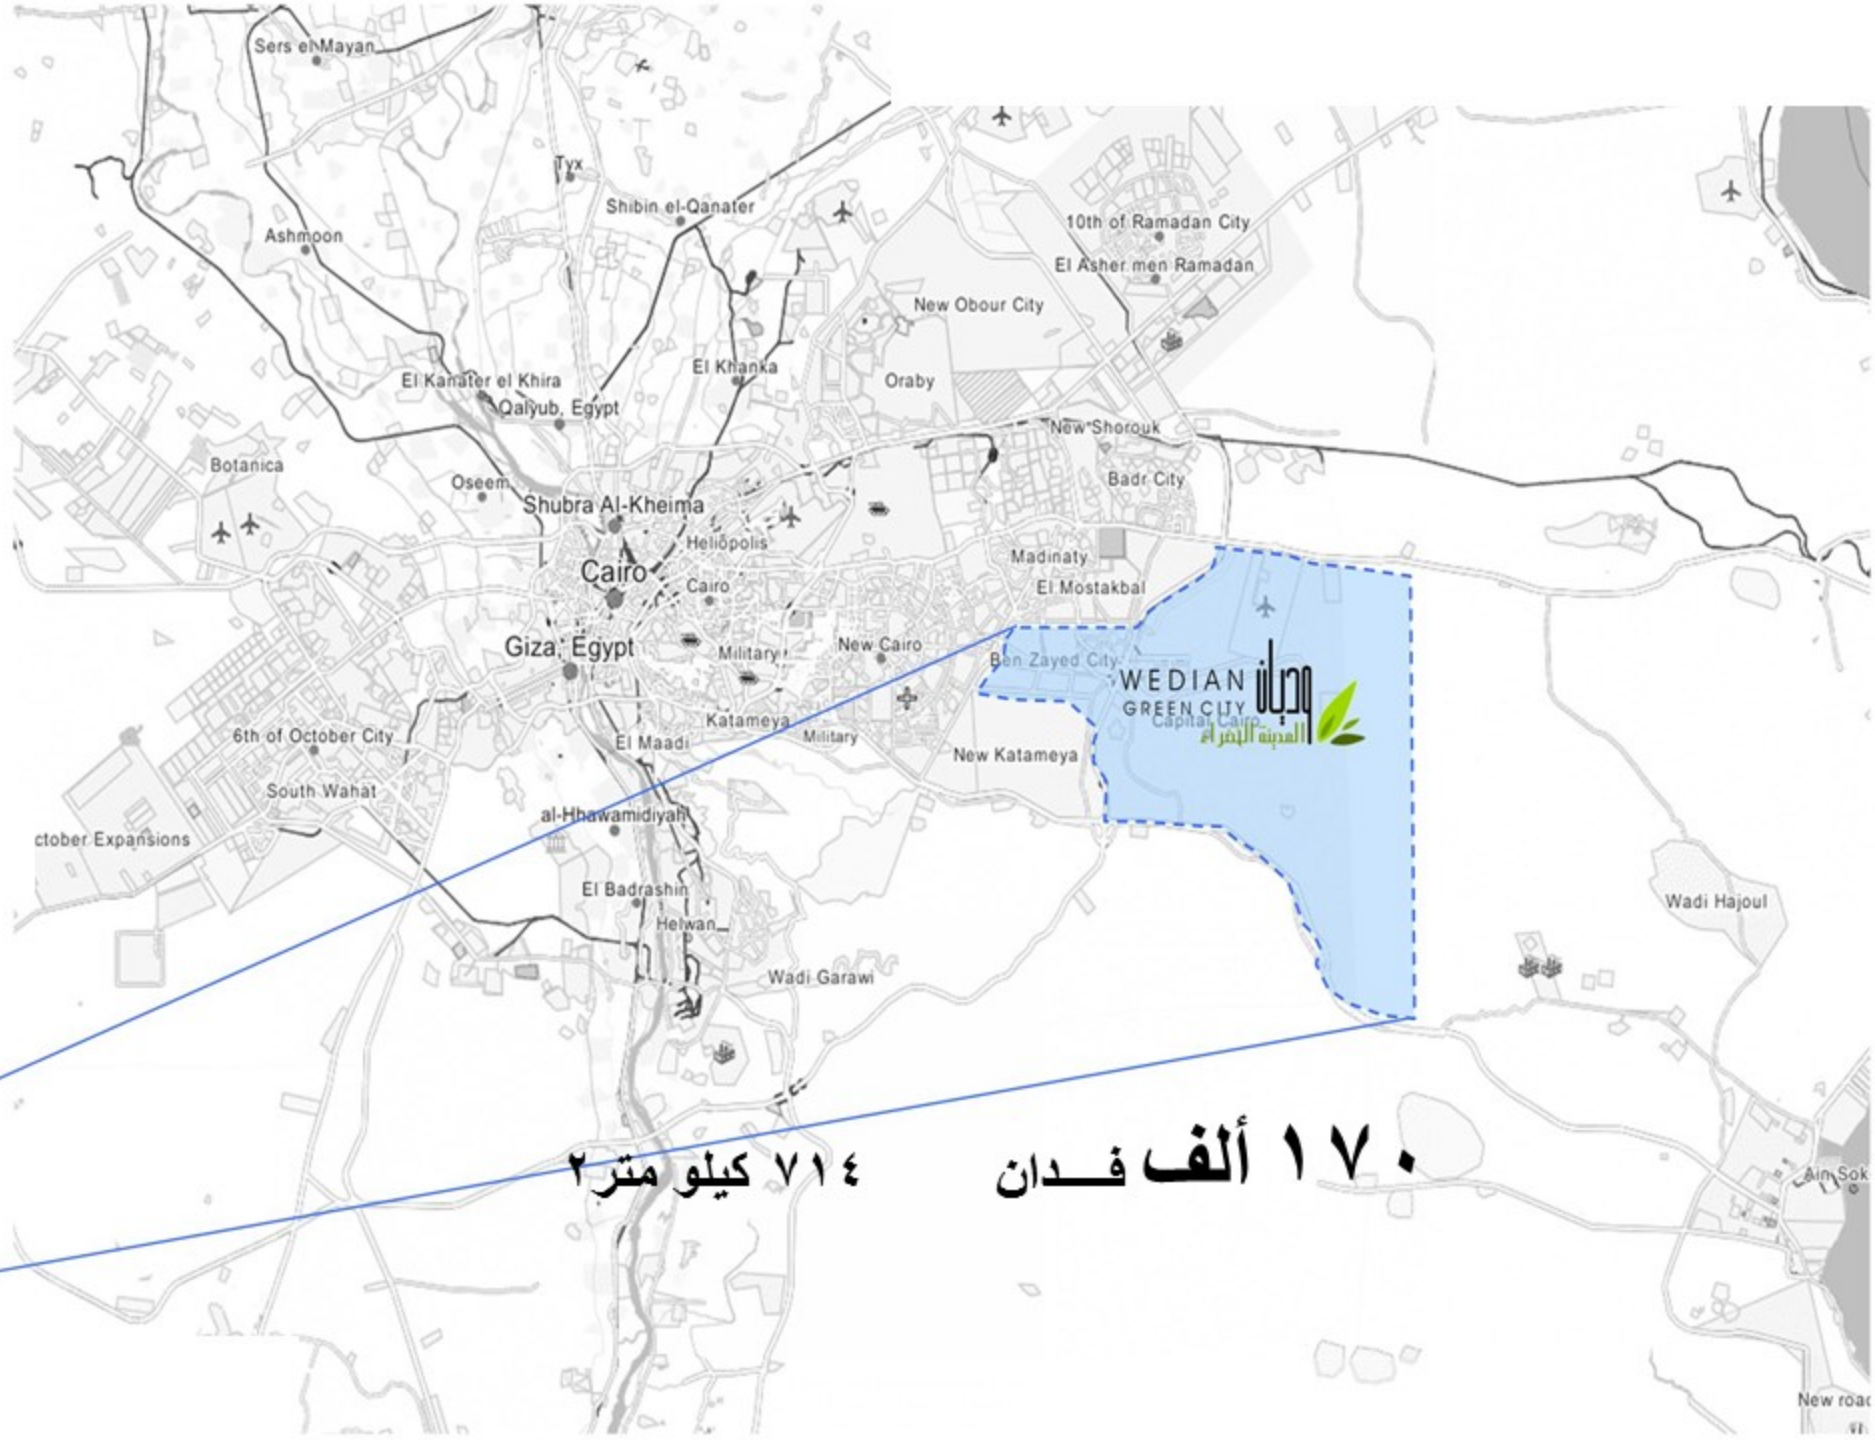 Sers el Mayan
Tyx
Shibin el-Qanater
Ashmoon
10th of Ramadan City
El Asher men Ramadan
New Obour City
El Khanka
Oraby
El Kanater el Khira
Qalyub, Egypt
New Shorouk
Botanica
Oseem
Badr City
Shubra Al-Kheima
Heliopolis
Madinaty
Cairo
Cairo
El Mostakbal
Giza, Egypt
Military
New Cairo
Ben Zayed City
WEDIAN
GREEN CITY
وديان
المدينة الخضراء
Capital Cairo
Katameya
Military
6th of October City
El Maadi
New Katameya
South Wahat
al-Hhawamidiyah
ctober Expansions
El Badrashin
Helwan
Wadi Hajoul
Wadi Garawi
١٧٠ ألف فــدان
٧١٤ كيلو متر٢
Ain Sok
New road